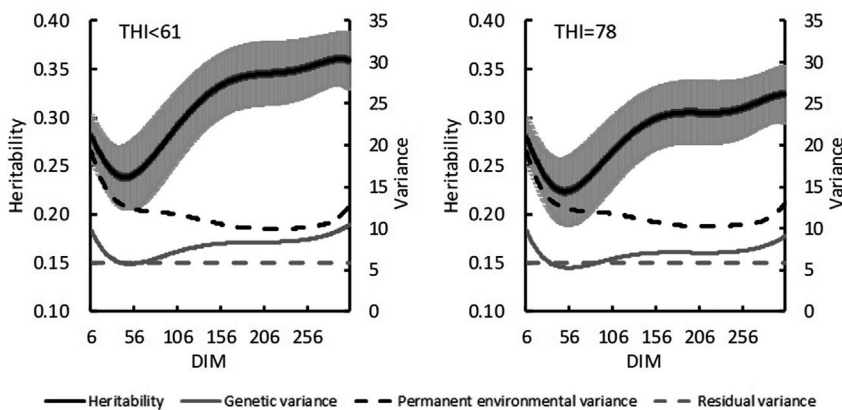 THI<61
THI=78
0.40
0.35
0.30
0.25
0.20
0.15
0.10
Heritability
35
30
25
20
15
10
5
0
Variance
6 56 106 156 206 256
DIM
0.40
0.35
0.30
0.25
0.20
0.15
0.10
Heritability
35
30
25
20
15
10
5
0
Variance
6 56 106 156 206 256
DIM
Heritability Genetic variance Permanent environmental variance Residual variance